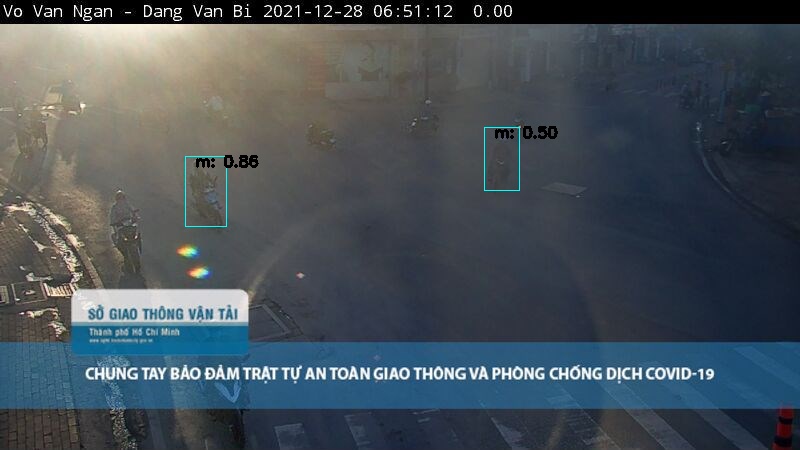 Vo Van Ngan - Dang Van Bi 2021-12-28 06:51:12 0.00
m: 0.50
m: 0.86
SỞ GIAO THÔNG VẬN TẢI
Thành phố Hồ Chí Minh
CHUNG TAY BẢO ĐẢM TRẬT TỰ AN TOÀN GIAO THÔNG VÀ PHÒNG CHỐNG DỊCH COVID-19